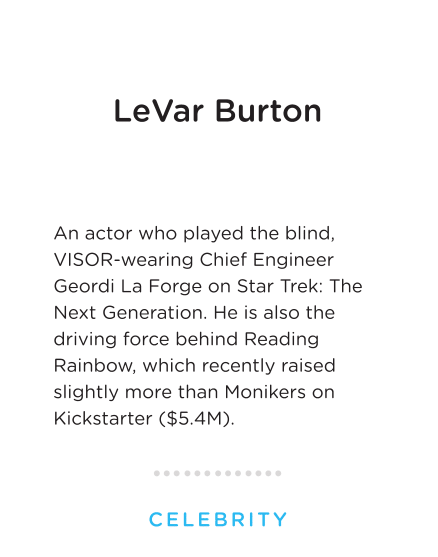 LeVar Burton
An actor who played the blind,
VISOR-wearing Chief Engineer
Geordi La Forge on Star Trek: The
Next Generation. He is also the
driving force behind Reading
Rainbow, which recently raised
slightly more than Monikers on
Kickstarter ($5.4M).
CELEBRITY